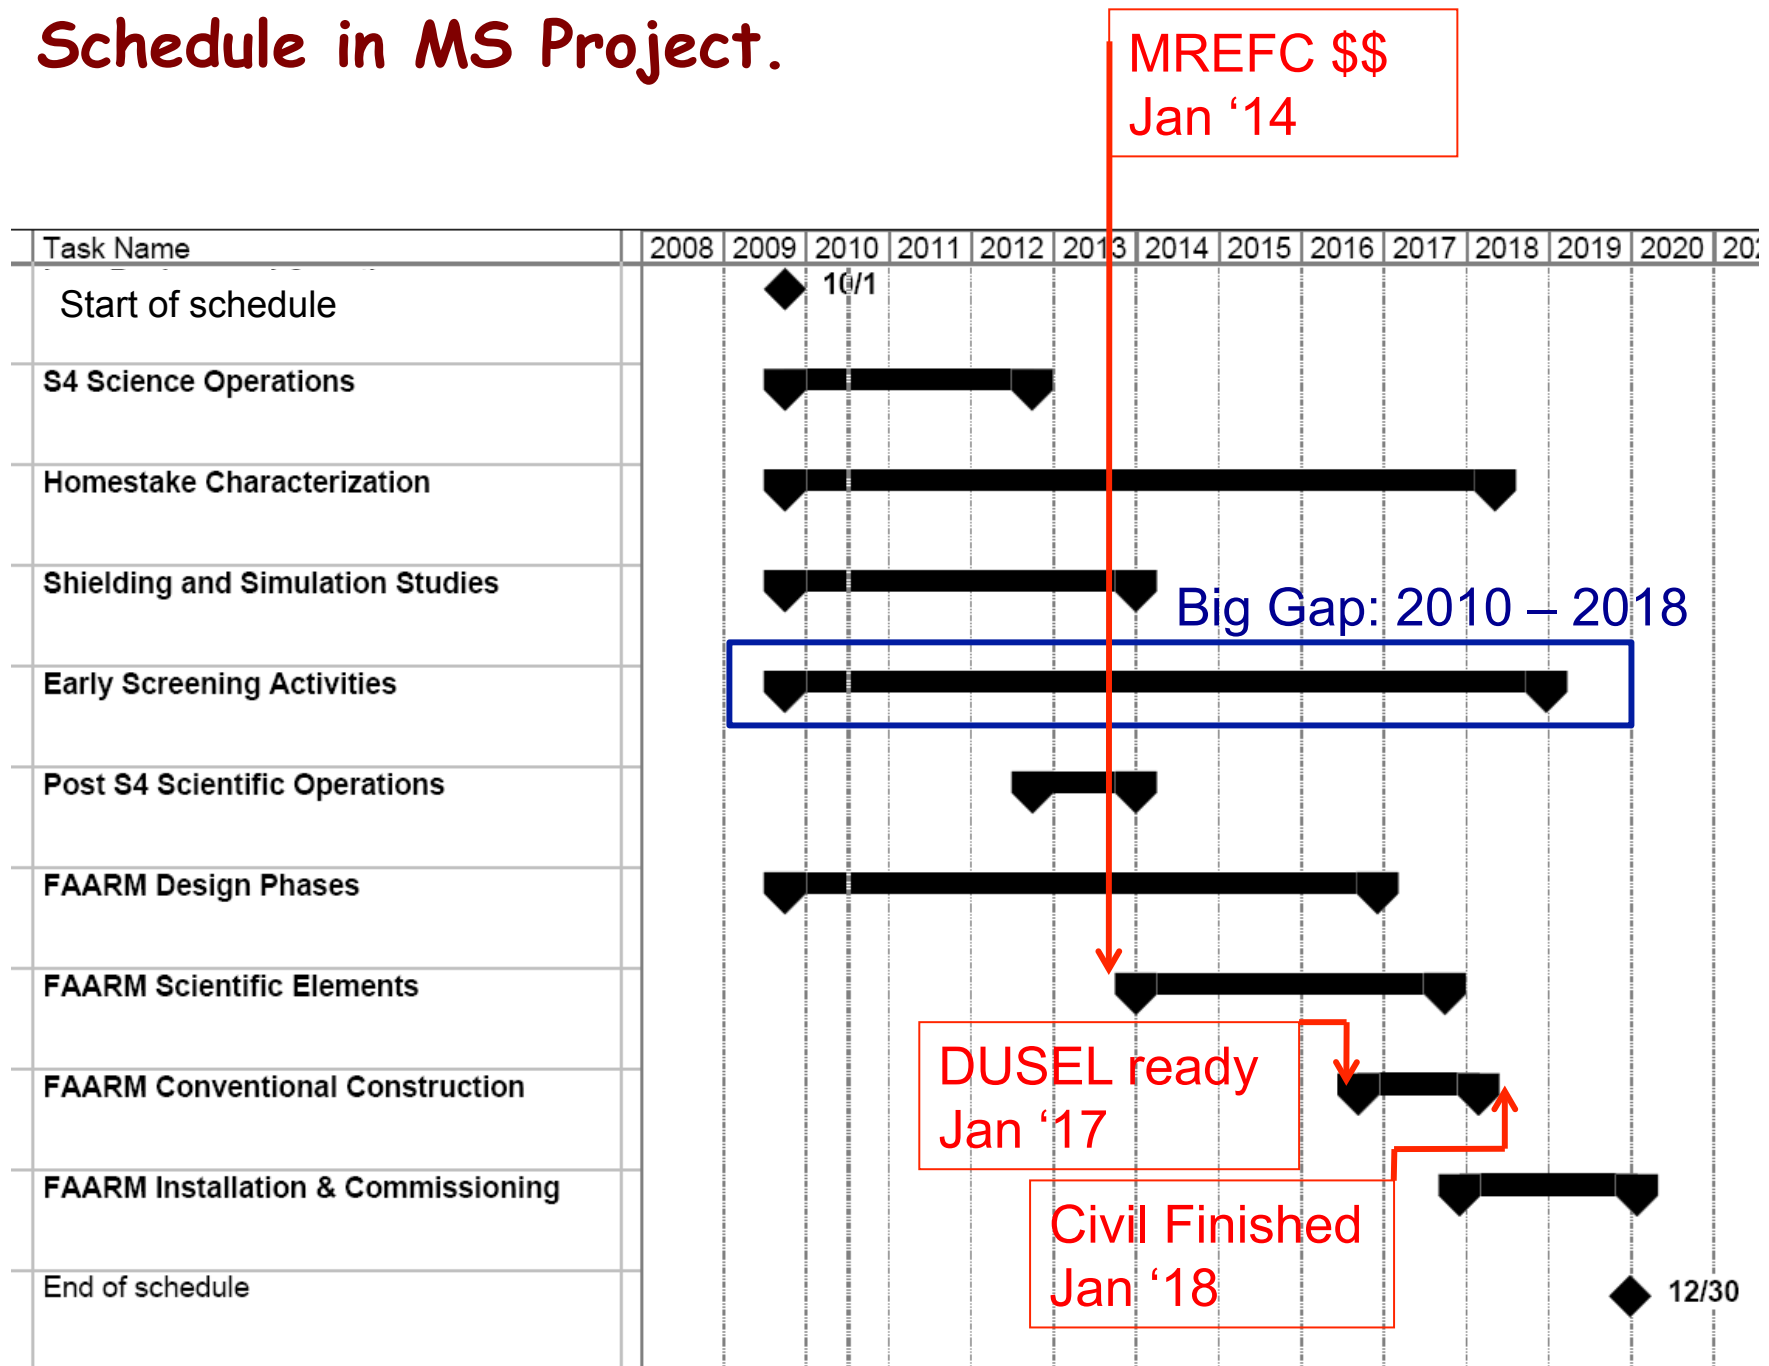 Schedule in MS Project.
MREFC $$
Jan ‘14
Task Name 2008 2009 2010 2011 2012 2013 2014 2015 2016 2017 2018 2019 2020
10/1
Start of schedule
S4 Science Operations
Homestake Characterization
Shielding and Simulation Studies
Big Gap: 2010 – 2018
Early Screening Activities
Post S4 Scientific Operations
FAARM Design Phases
FAARM Scientific Elements
DUSEL ready
Jan ‘17
FAARM Conventional Construction
FAARM Installation & Commissioning
Civil Finished
Jan ‘18
End of schedule
12/30